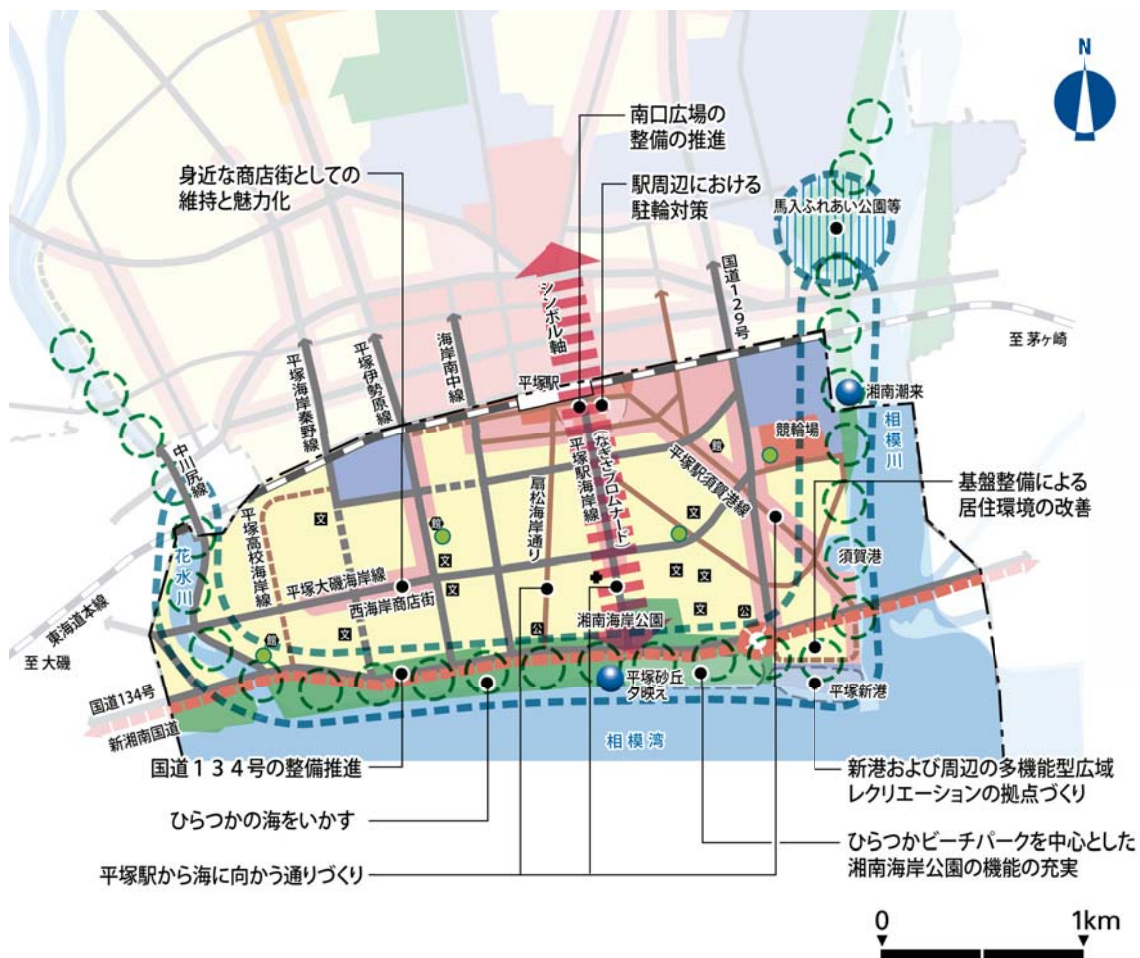 N
南口広場の
整備の推進
身近な商店街としての
維持と魅力化
駅周辺における
駐輪対策
馬入ふれあい公園等
国道129号
シンボル軸
至 茅ヶ崎
平塚海岸秦野線
平塚伊勢原線
海岸南中線
平塚駅
湘南潮来
相模川
競輪場
中川尻線
平塚駅海岸線
(なぎさプロムナード)
平塚駅須賀港線
館
基盤整備による
居住環境の改善
扇松海岸通り
文
館
文
須賀港
花水川
平塚高校海岸線
平塚大磯海岸線
西海岸商店街
文
文
文
文
東海道本線
至 大磯
湘南海岸公園
文
公
館
文
公
平塚砂丘
夕映え
平塚新港
国道134号
新湘南国道
相模湾
国道134号の整備推進
新港および周辺の多機能型広域
レクリエーションの拠点づくり
ひらつかの海をいかす
ひらつかビーチパークを中心とした
湘南海岸公園の機能の充実
平塚駅から海に向かう通りづくり
0 1km